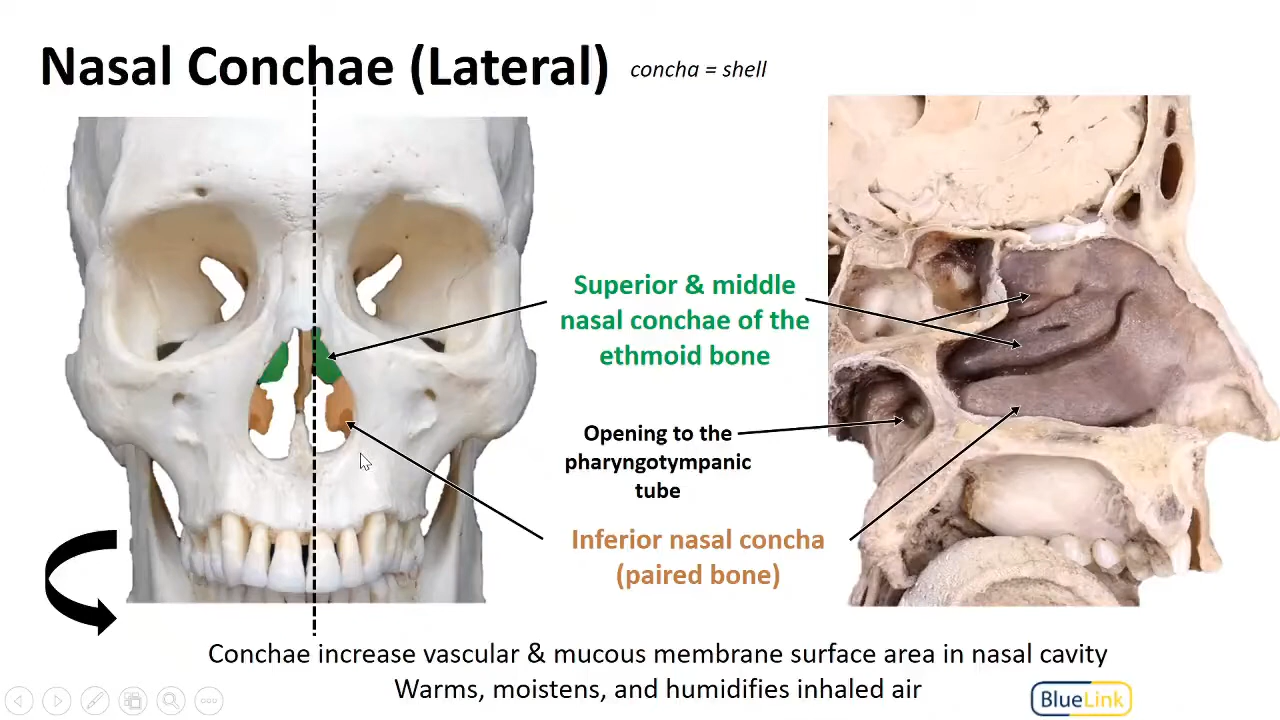 Nasal Conchae (Lateral)
concha = shell
Superior & middle
nasal conchae of the
ethmoid bone
Opening to the
pharyngotympanic
tube
Inferior nasal concha
(paired bone)
Conchae increase vascular & mucous membrane surface area in nasal cavity
Warms, moistens, and humidifies inhaled air
BlueLink